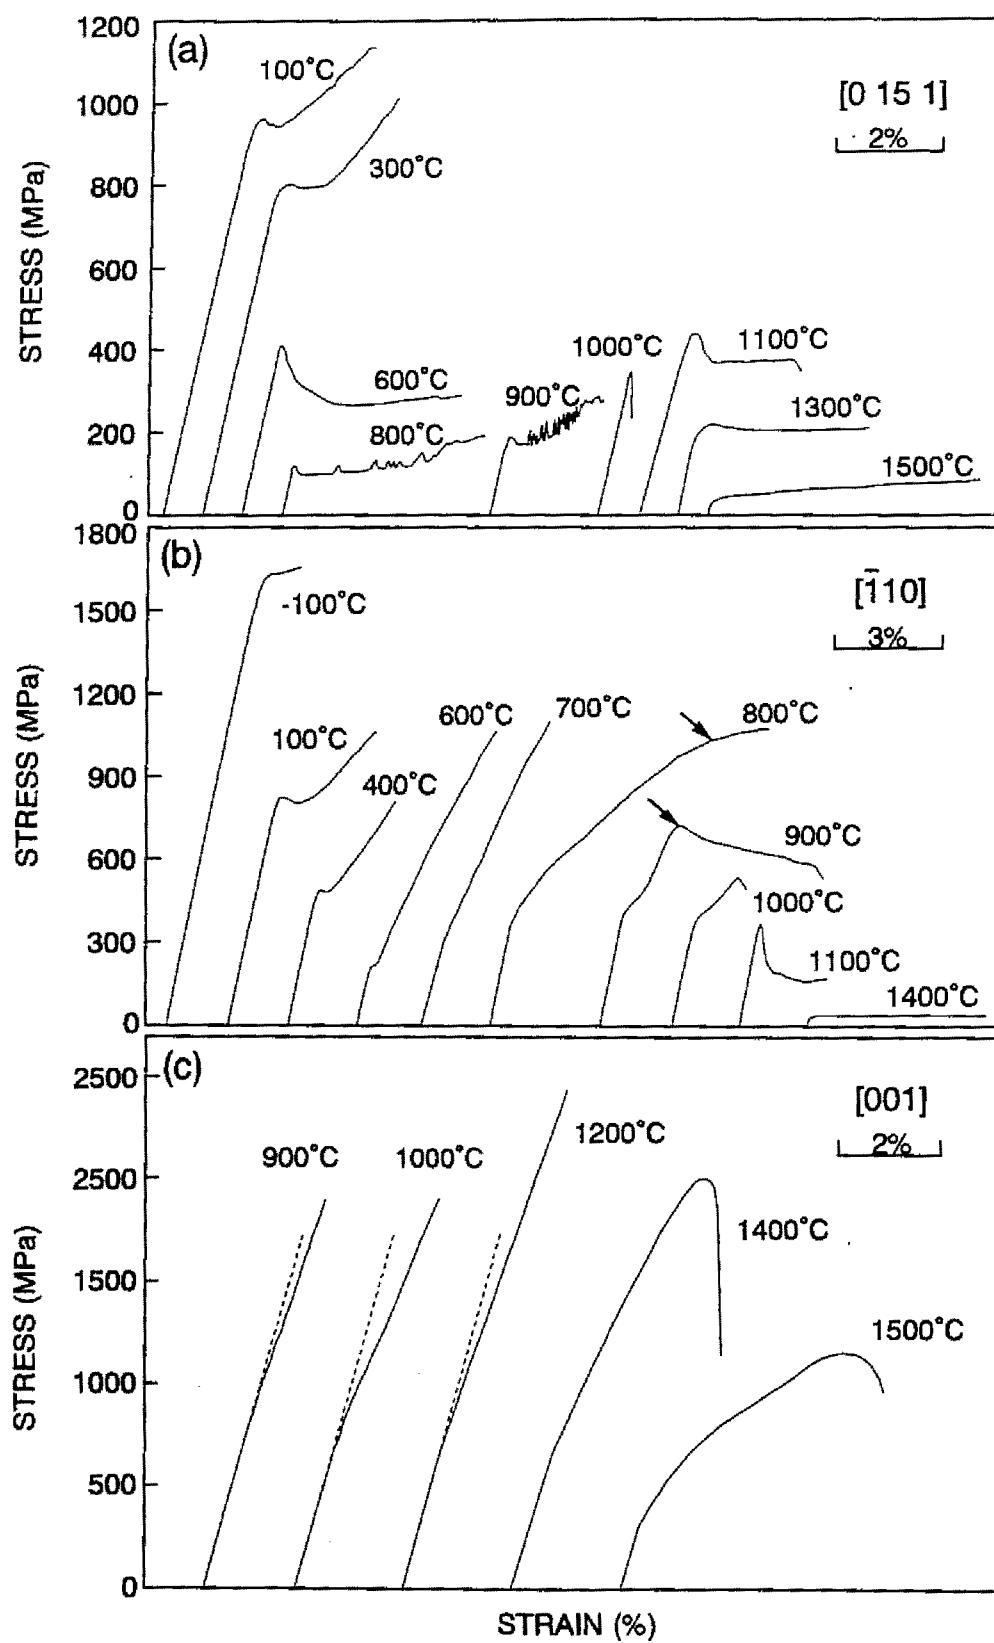 1200
(a)
100°C
[0 15 1]
1000
2%
300°C
800
STRESS (MPa)
600
400
1000°C
1100°C
600°C
900°C
1300°C
200
800°C
1500°C
0
1800
(b)
[1̄10]
-100°C
1500
3%
STRESS (MPa)
1200
600°C
700°C
800°C
100°C
900
400°C
900°C
600
1000°C
300
1100°C
1400°C
0
(c)
2500
[001]
1200°C
2%
900°C
1000°C
2500
1400°C
STRESS (MPa)
1500
1500°C
1000
500
0
STRAIN (%)